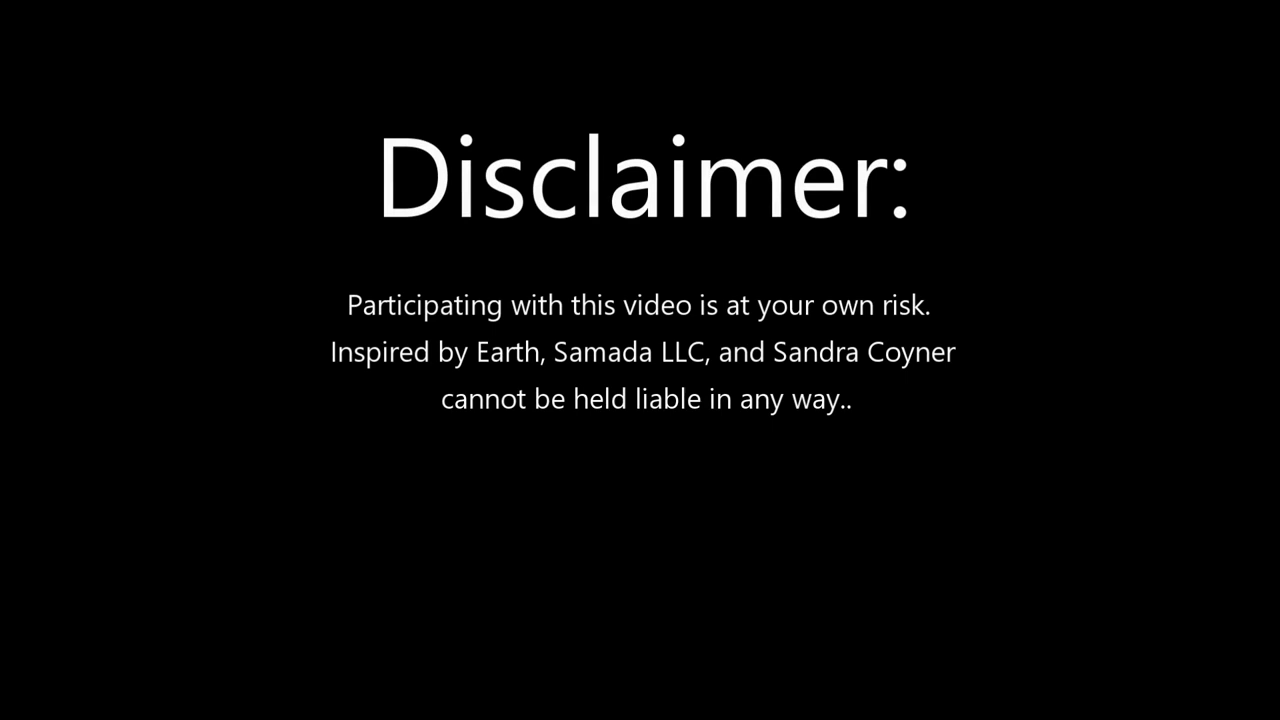 Disclaimer:
Participating with this video is at your own risk.
Inspired by Earth, Samada LLC, and Sandra Coyner
cannot be held liable in any way..